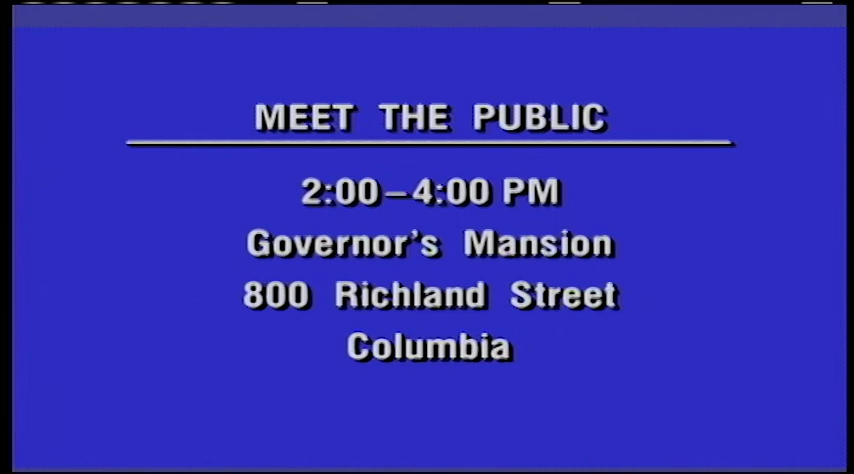 MEET THE PUBLIC
2:00–4:00 PM
Governor's Mansion
800 Richland Street
Columbia